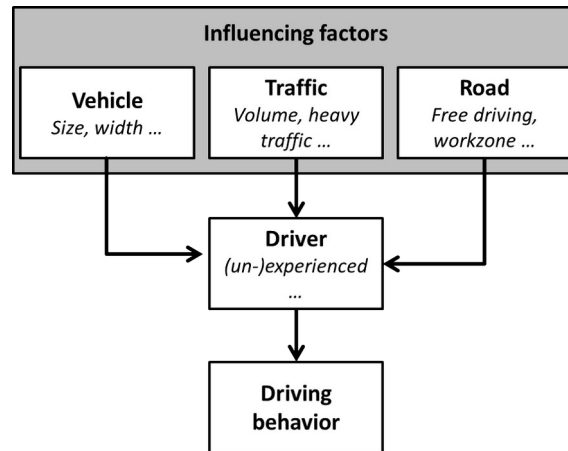 Influencing factors
Vehicle
Size, width ...
Traffic
Volume, heavy
traffic ...
Road
Free driving,
workzone ...
Driver
(un-)experienced
...
Driving
behavior